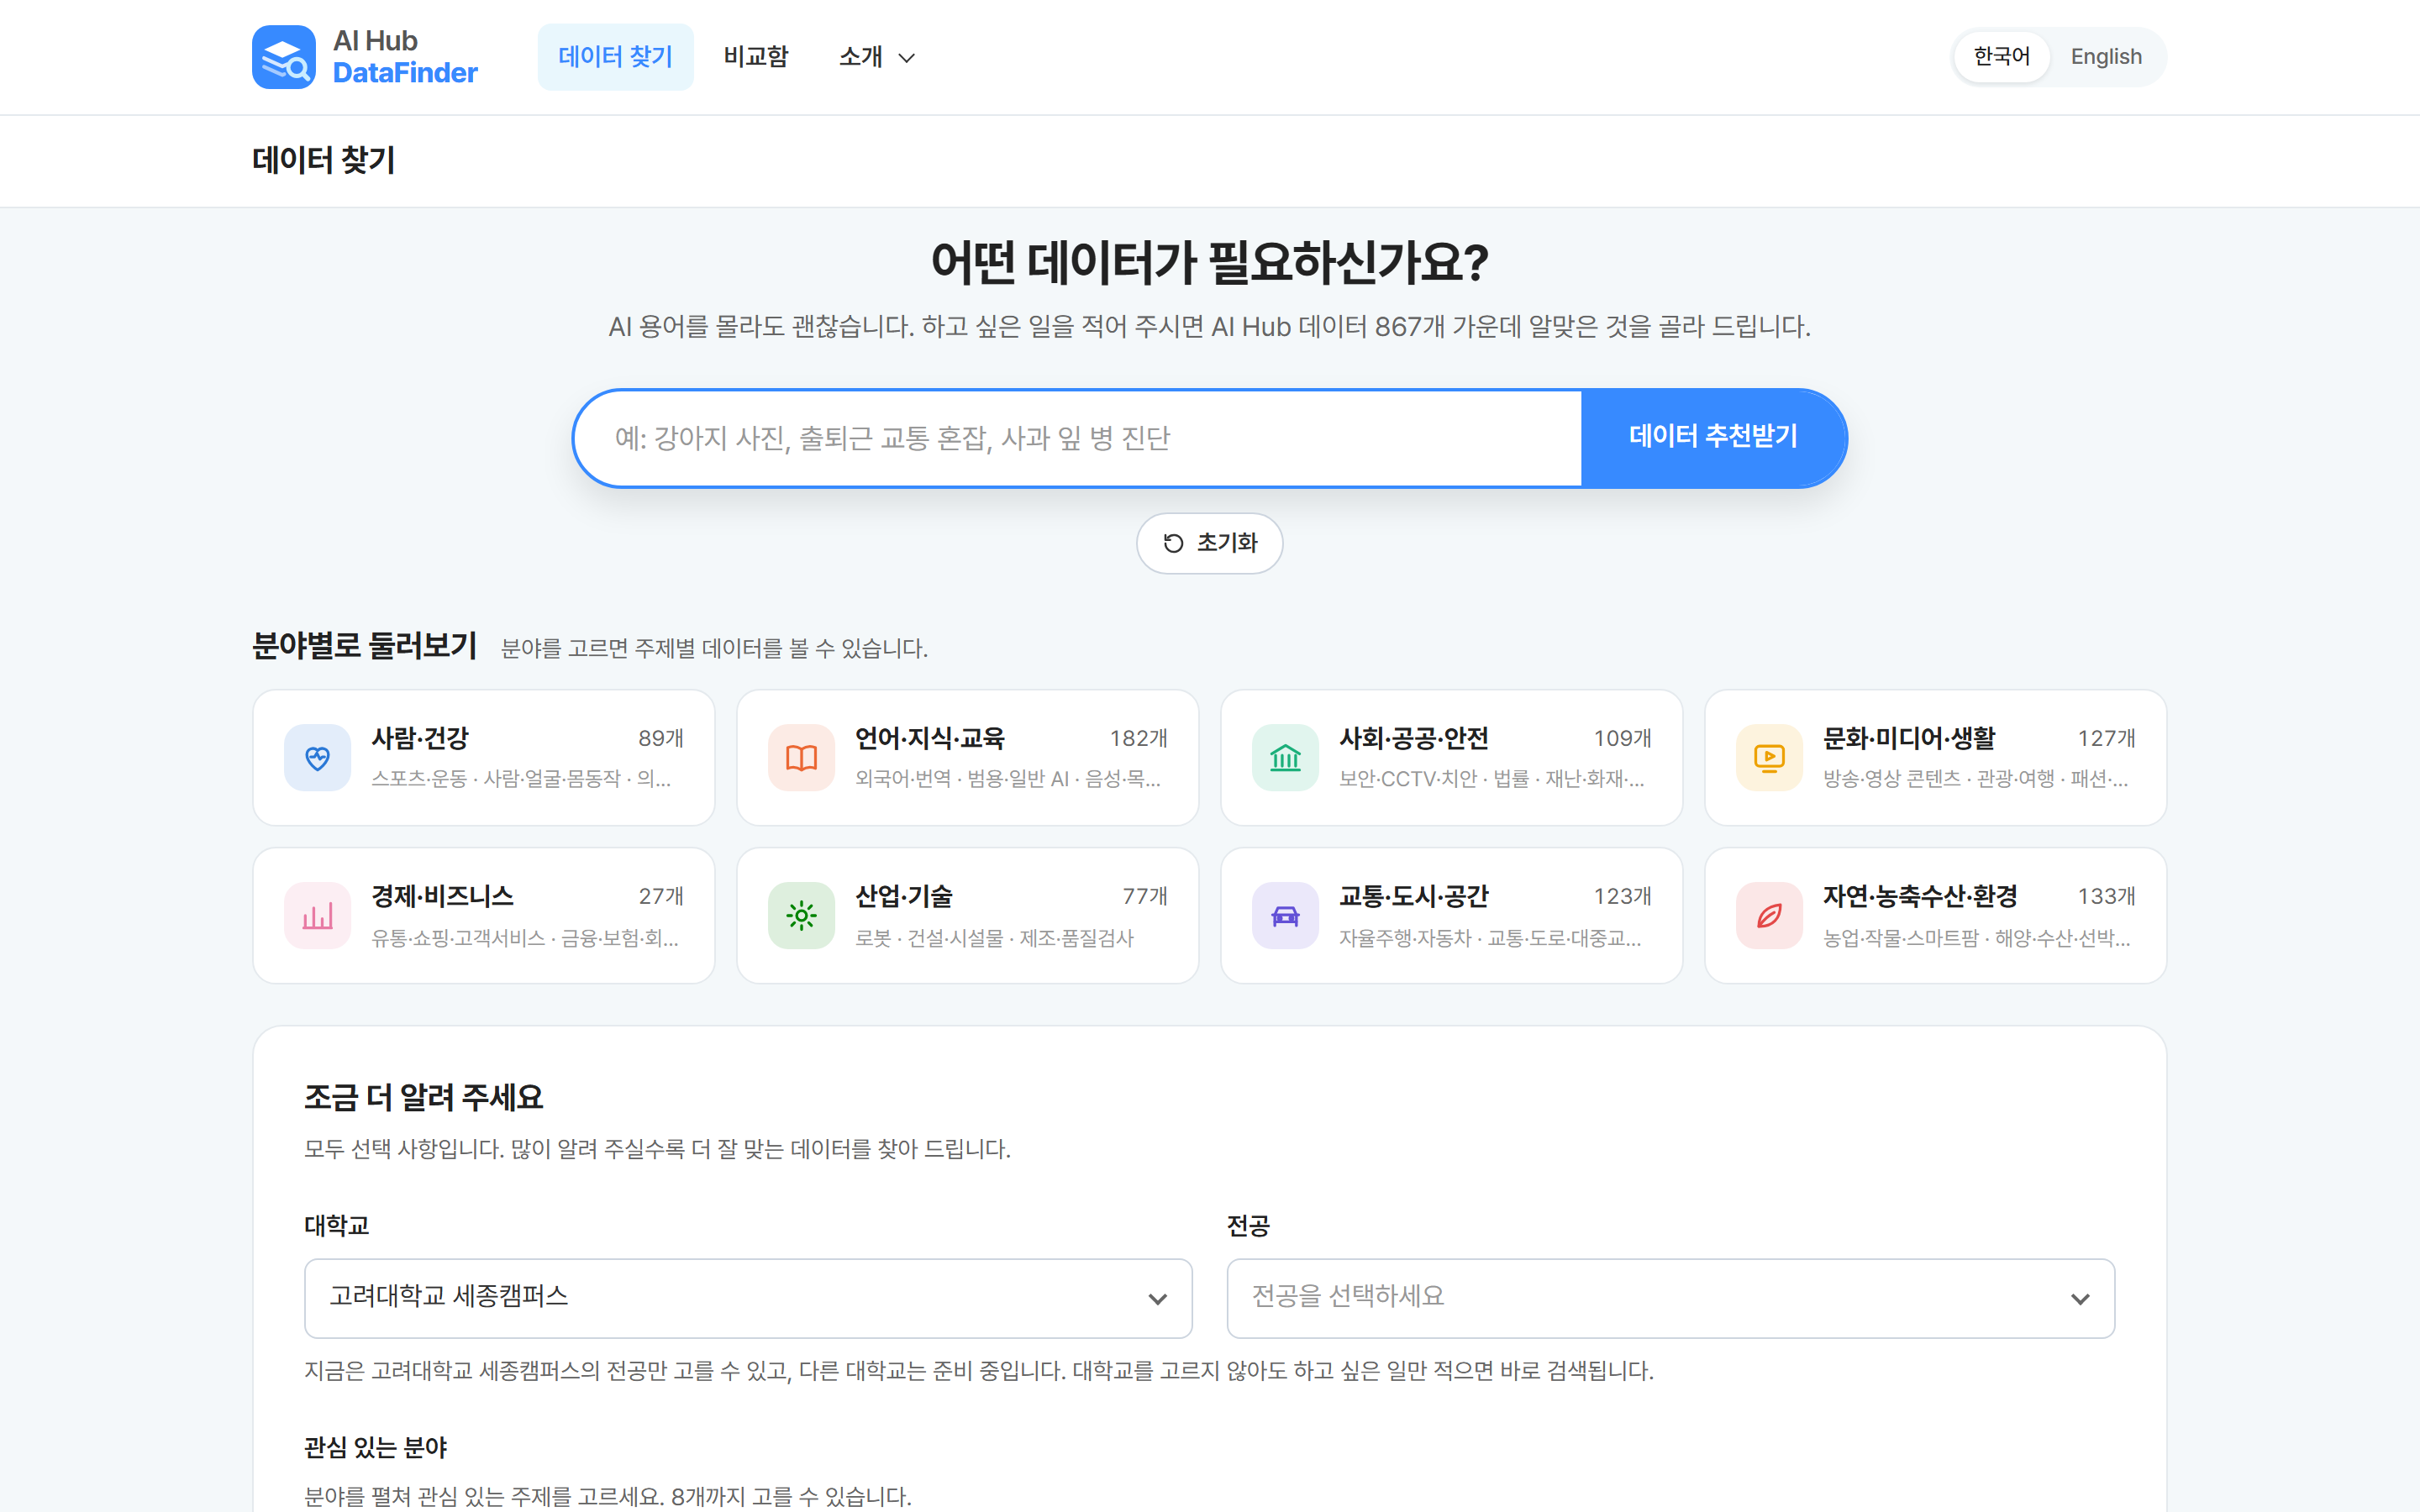 AI Hub
DataFinder
데이터 찾기
비교함
소개
한국어
English
데이터 찾기
어떤 데이터가 필요하신가요?
AI 용어를 몰라도 괜찮습니다. 하고 싶은 일을 적어 주시면 AI Hub 데이터 867개 가운데 알맞은 것을 골라 드립니다.
예: 강아지 사진, 출퇴근 교통 혼잡, 사과 잎 병 진단
데이터 추천받기
초기화
분야별로 둘러보기
분야를 고르면 주제별 데이터를 볼 수 있습니다.
사람·건강
89개
스포츠·운동 · 사람·얼굴·몸동작 · 의...
언어·지식·교육
182개
외국어·번역 · 범용·일반 AI · 음성·목...
사회·공공·안전
109개
보안·CCTV·치안 · 법률 · 재난·화재·...
문화·미디어·생활
127개
방송·영상 콘텐츠 · 관광·여행 · 패션·...
경제·비즈니스
27개
유통·쇼핑·고객서비스 · 금융·보험·회...
산업·기술
77개
로봇 · 건설·시설물 · 제조·품질검사
교통·도시·공간
123개
자율주행·자동차 · 교통·도로·대중교...
자연·농축수산·환경
133개
농업·작물·스마트팜 · 해양·수산·선박...
조금 더 알려 주세요
모두 선택 사항입니다. 많이 알려 주실수록 더 잘 맞는 데이터를 찾아 드립니다.
대학교
전공
고려대학교 세종캠퍼스
전공을 선택하세요
지금은 고려대학교 세종캠퍼스의 전공만 고를 수 있고, 다른 대학교는 준비 중입니다. 대학교를 고르지 않아도 하고 싶은 일만 적으면 바로 검색됩니다.
관심 있는 분야
분야를 펼쳐 관심 있는 주제를 고르세요. 8개까지 고를 수 있습니다.